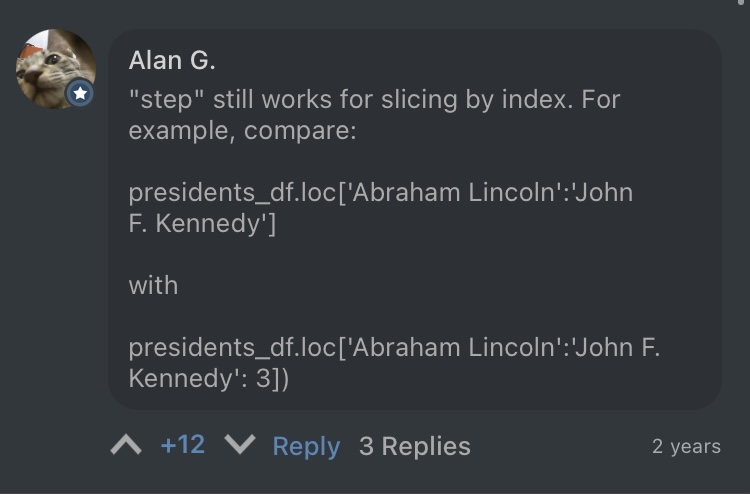 Alan G.
"step" still works for slicing by index. For
example, compare:
presidents_df.loc['Abraham Lincoln':'John
F. Kennedy']
with
presidents_df.loc['Abraham Lincoln':'John F.
Kennedy': 3])
+12 Reply 3 Replies 2 years